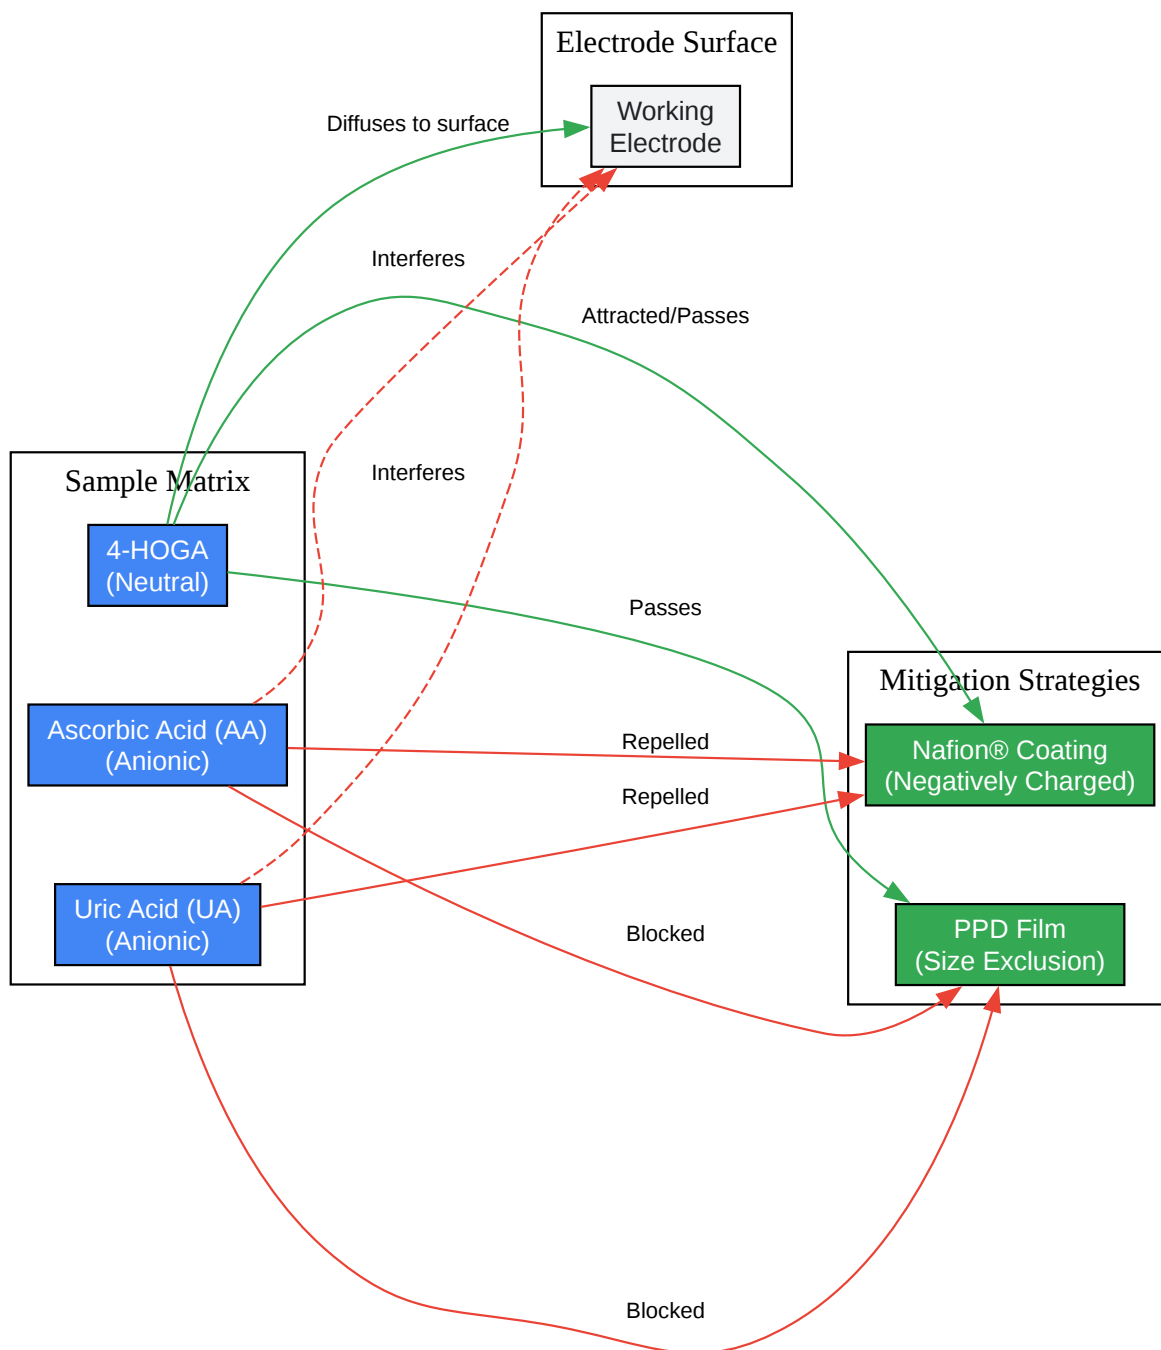 Electrode Surface
Working
Electrode
Diffuses to surface
Interferes
Attracted/Passes
Interferes
Sample Matrix
4-HOGA
(Neutral)
Passes
Mitigation Strategies
Ascorbic Acid (AA)
(Anionic)
Repelled
Nafion® Coating
(Negatively Charged)
Repelled
Uric Acid (UA)
(Anionic)
Blocked
PPD Film
(Size Exclusion)
Blocked